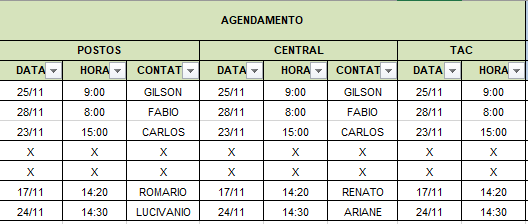 AGENDAMENTO
POSTOS CENTRAL TAC
DATA HORA CONTAT DATA HORA CONTAT DATA HORA
25/11 9:00 GILSON 25/11 9:00 GILSON 25/11 9:00
28/11 8:00 FABIO 28/11 8:00 FABIO 28/11 8:00
23/11 15:00 CARLOS 23/11 15:00 CARLOS 23/11 15:00
X X X X X X X X
X X X X X X X X
17/11 14:20 ROMARIO 17/11 14:20 RENATO 17/11 14:20
24/11 14:30 LUCIVANIO 24/11 14:30 ARIANE 24/11 14:30